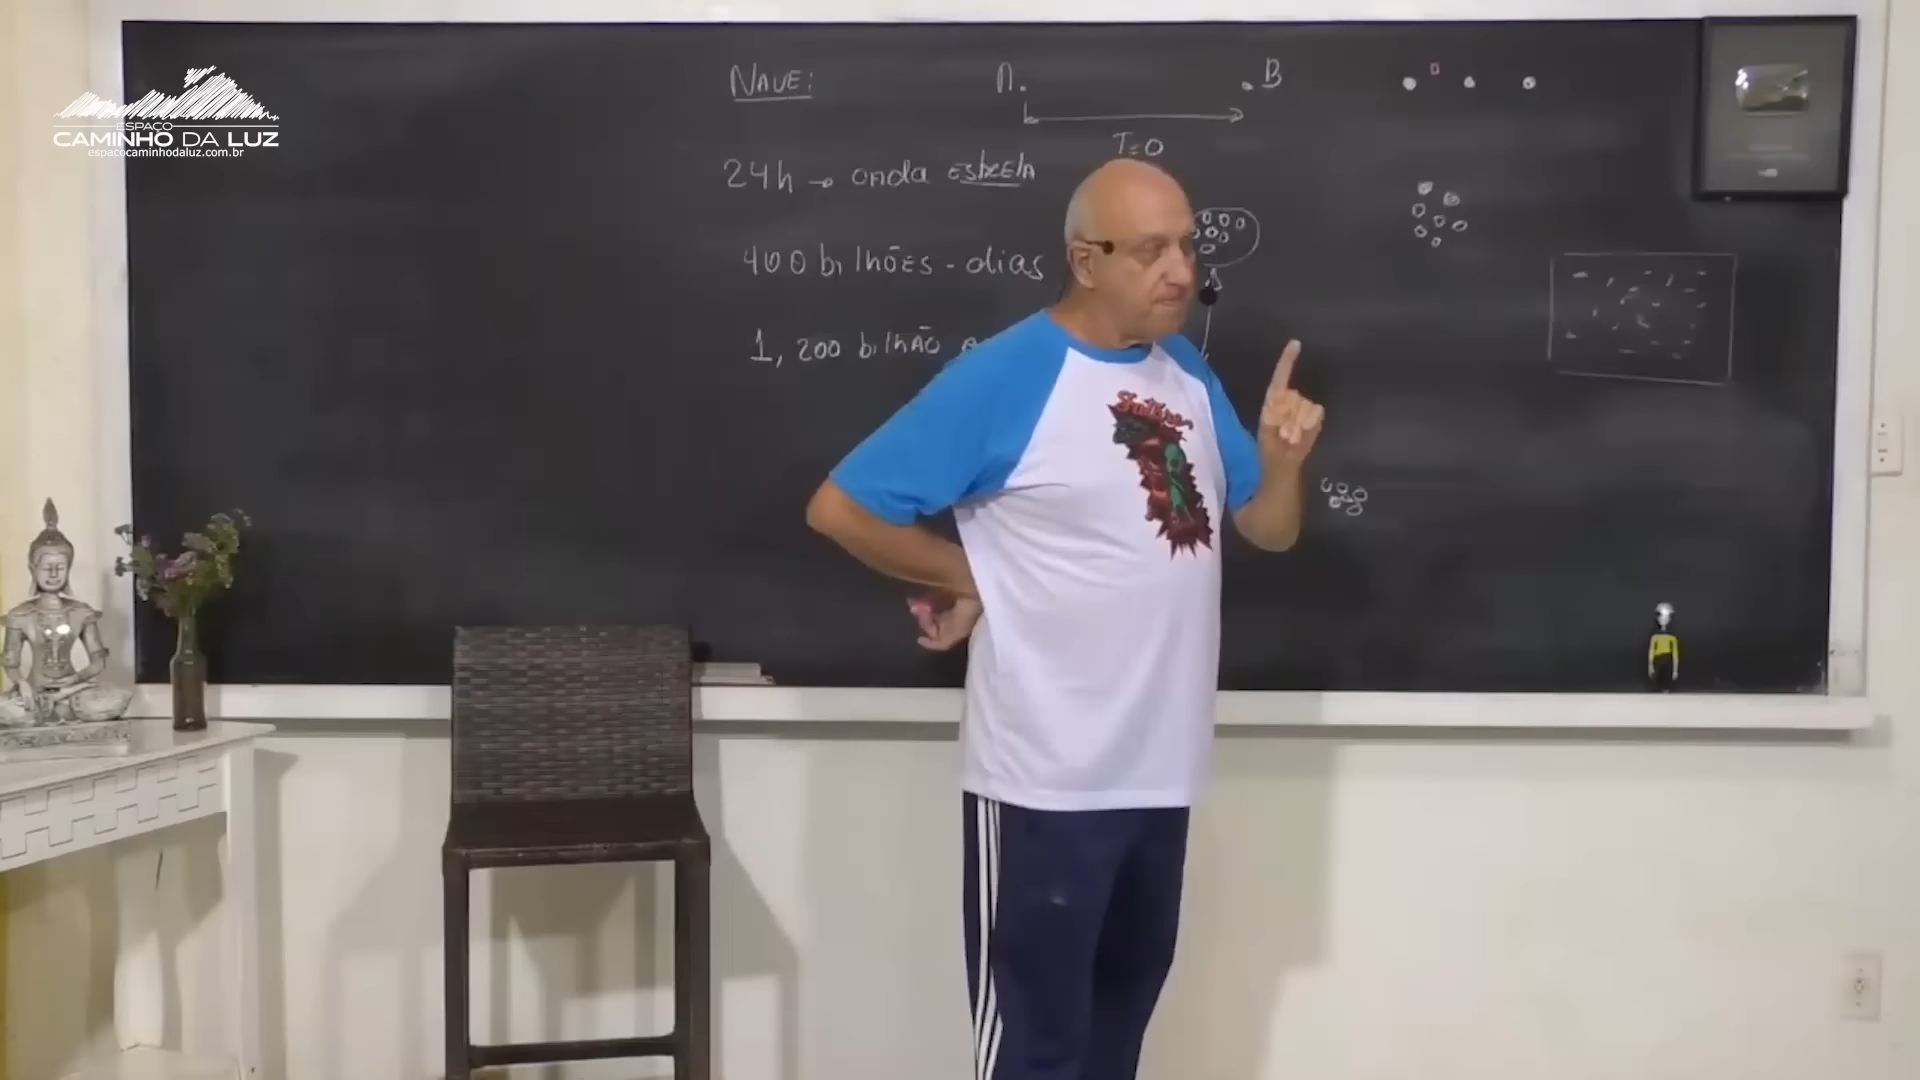 ESPAÇO
CAMINHO DA LUZ
espacocaminhodaluz.com.br
NAVE:
B
T=0
24h → onda EstrElA
400 bilhÕES - dias
1, 200 bilhÃO